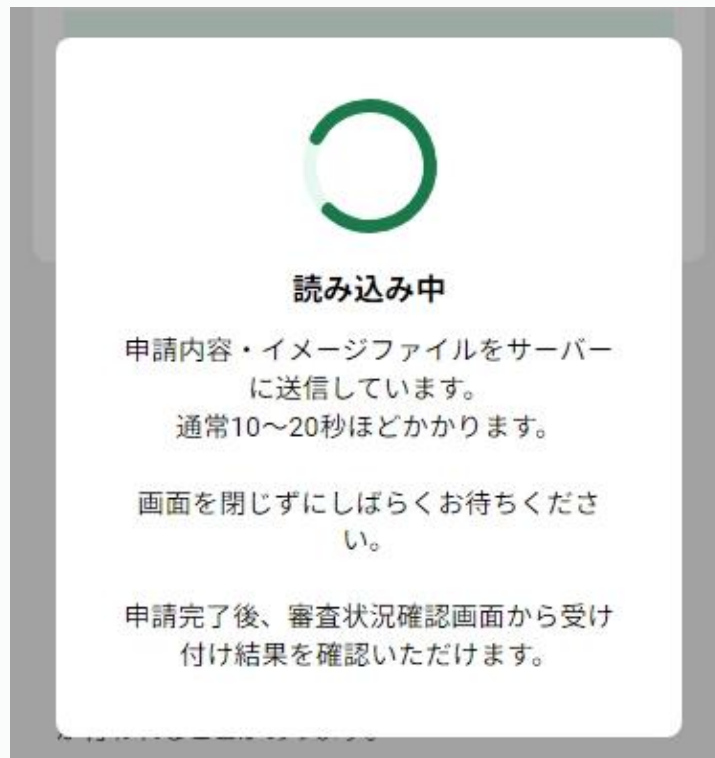 読み込み中
申請内容・イメージファイルをサーバー
に送信しています。
通常10～20秒ほどかかります。
画面を閉じずにしばらくお待ちくださ
い。
申請完了後、審査状況確認画面から受け
付け結果を確認いただけます。